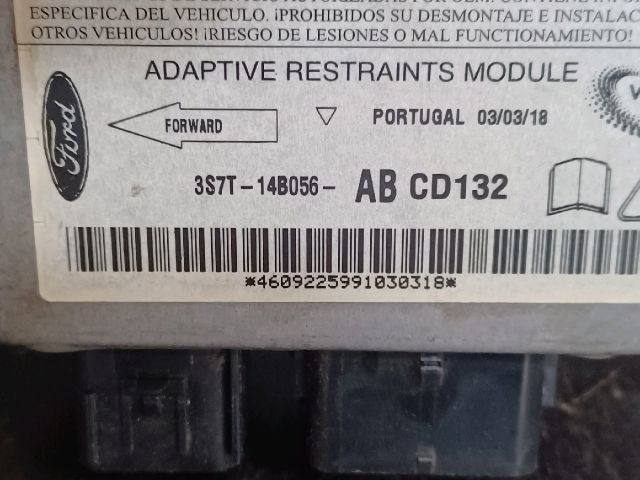 ESPECIFICA DEL VEHICULO. ¡PROHIBIDOS SU DESMONTAJE E INSTALAC
OTROS VEHICULOS! ¡RIESGO DE LESIONES O MAL FUNCIONAMIENTO!
ADAPTIVE RESTRAINTS MODULE
Ford
FORWARD
PORTUGAL 03/03/18
3S7T-14B056- AB CD132
*4609225991030318*